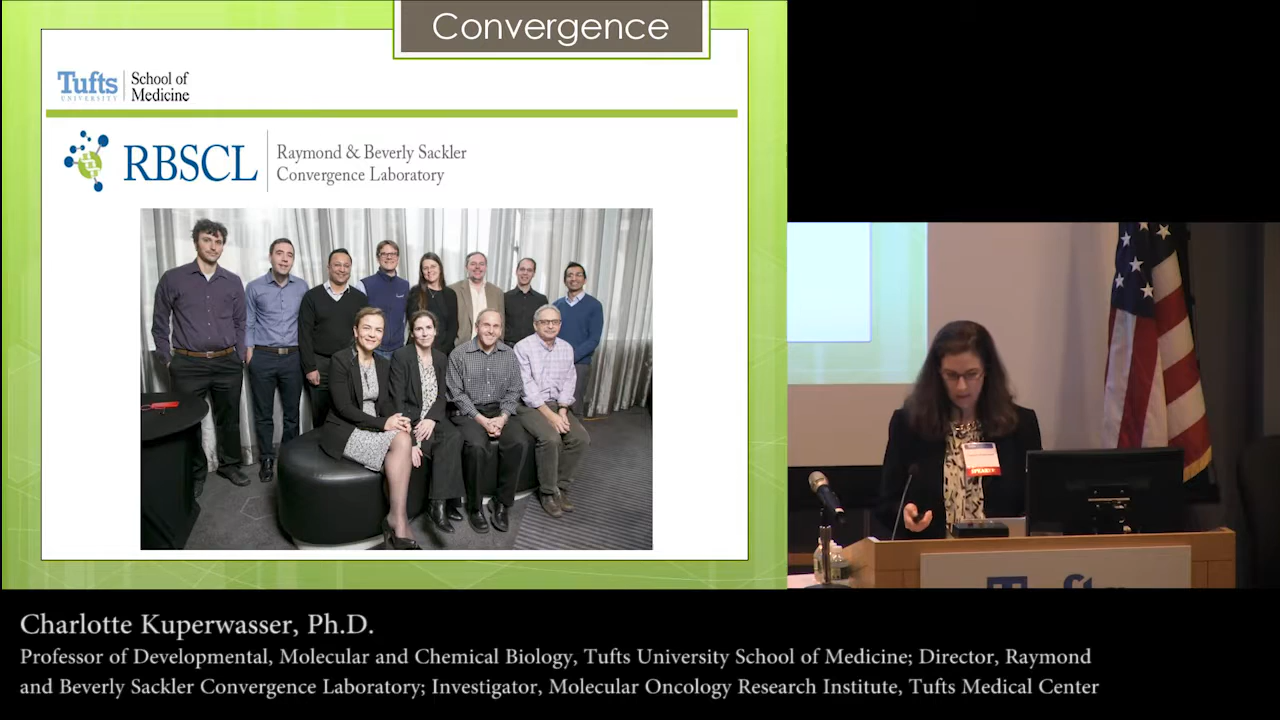 Convergence
Tufts
UNIVERSITY
School of
Medicine
RBSCL
Raymond & Beverly Sackler
Convergence Laboratory
SPEAKER
Charlotte Kuperwasser, Ph.D.
Professor of Developmental, Molecular and Chemical Biology, Tufts University School of Medicine; Director, Raymond
and Beverly Sackler Convergence Laboratory; Investigator, Molecular Oncology Research Institute, Tufts Medical Center